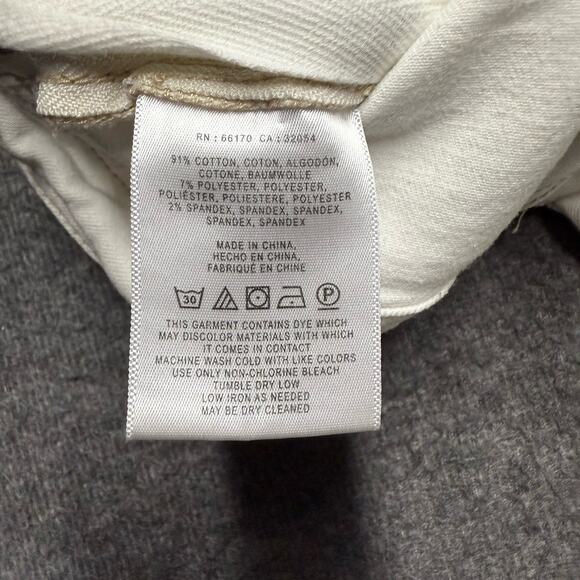 RN : 66170 CA : 32054
91% COTTON, COTON, ALGODÓN,
COTONE, BAUMWOLLE
7% POLYESTER, POLYESTER,
POLIÉSTER, POLIESTERE, POLYESTER
2% SPANDEX, SPANDEX, SPANDEX,
SPANDEX, SPANDEX
MADE IN CHINA,
HECHO EN CHINA,
FABRIQUÉ EN CHINE
30 P
THIS GARMENT CONTAINS DYE WHICH
MAY DISCOLOR MATERIALS WITH WHICH
IT COMES IN CONTACT
MACHINE WASH COLD WITH LIKE COLORS
USE ONLY NON-CHLORINE BLEACH
TUMBLE DRY LOW
LOW IRON AS NEEDED
MAY BE DRY CLEANED